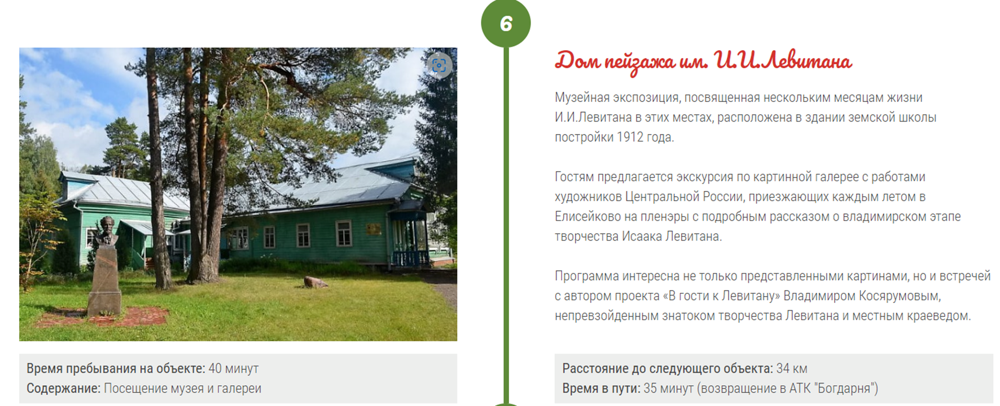 6
Дом пейзажа им. И.И.Левитана
Музейная экспозиция, посвященная нескольким месяцам жизни
И.И.Левитана в этих местах, расположена в здании земской школы
постройки 1912 года.
Гостям предлагается экскурсия по картинной галерее с работами
художников Центральной России, приезжающих каждым летом в
Елисейково на пленэры с подробным рассказом о владимирском этапе
творчества Исаака Левитана.
Программа интересна не только представленными картинами, но и встречей
с автором проекта «В гости к Левитану» Владимиром Косярумовым,
непревзойденным знатоком творчества Левитана и местным краеведом.
Время пребывания на объекте: 40 минут
Содержание: Посещение музея и галереи
Расстояние до следующего объекта: 34 км
Время в пути: 35 минут (возвращение в АТК "Богдарня")